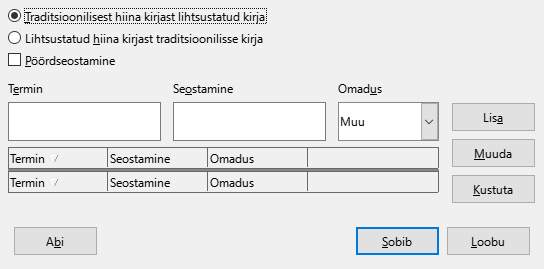 Traditsioonilisest hiina kirjast lihtsustatud kirja
Lihtsustatud hiina kirjast traditsioonilisse kirja
Pöördseostamine
Termin Seostamine Omadus
Muu Lisa
Termin Seostamine Omadus Muuda
Termin Seostamine Omadus Kustuta
Abi Sobib Loobu